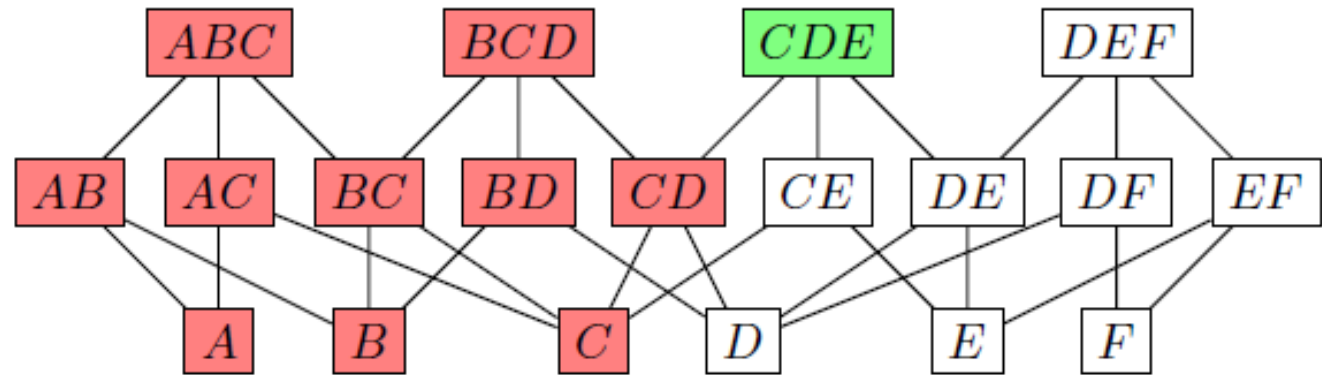 ABC BCD CDE DEF
AB AC BC BD CD CE DE DF EF
A B C D E F